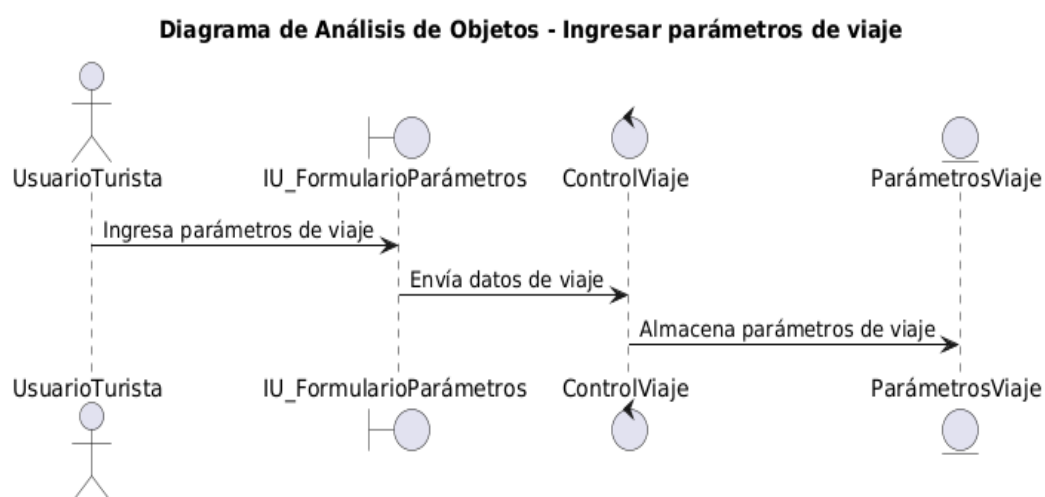 Diagrama de Análisis de Objetos - Ingresar parámetros de viaje
UsuarioTurista
IU_FormularioParámetros
ControlViaje
ParámetrosViaje
Ingresa parámetros de viaje
Envía datos de viaje
Almacena parámetros de viaje
UsuarioTurista
IU_FormularioParámetros
ControlViaje
ParámetrosViaje